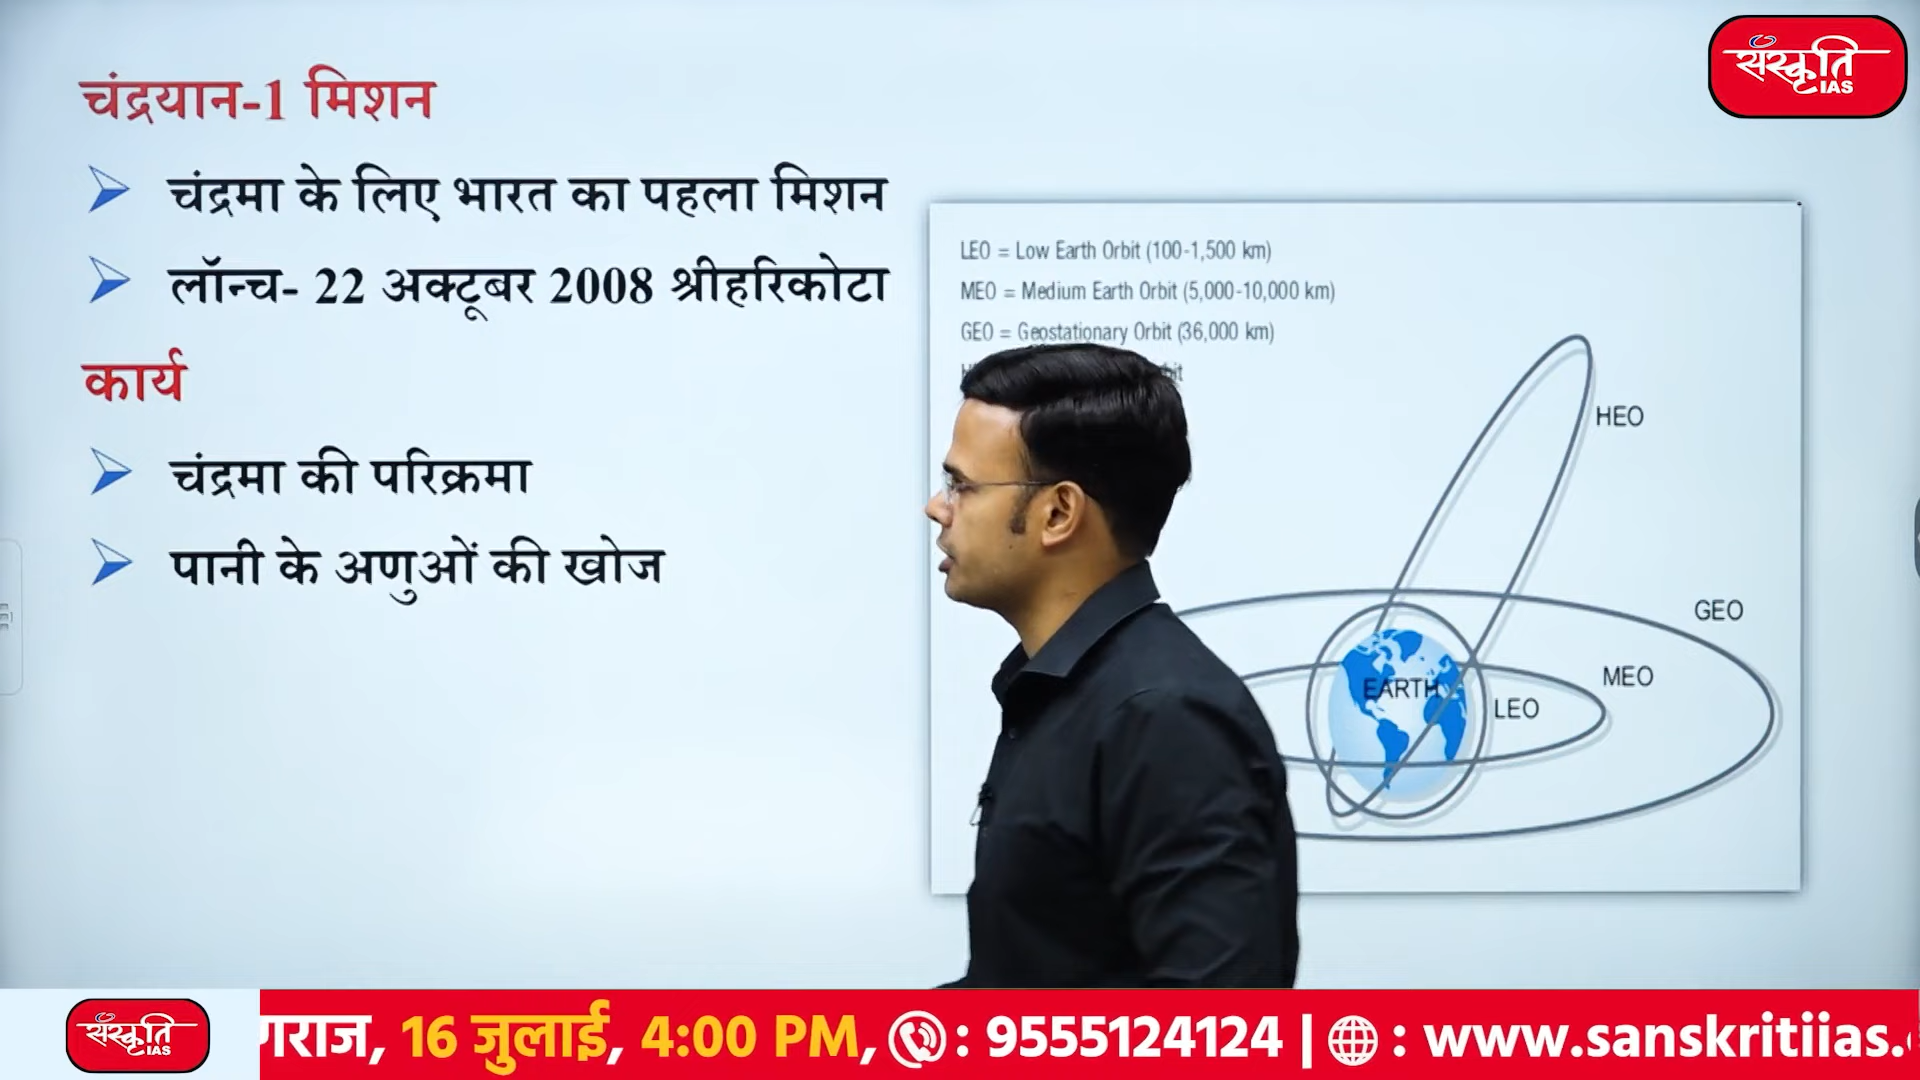 संस्कृति
IAS
चंद्रयान-1 मिशन
चंद्रमा के लिए भारत का पहला मिशन
लॉन्च- 22 अक्टूबर 2008 श्रीहरिकोटा
कार्य
चंद्रमा की परिक्रमा
पानी के अणुओं की खोज
LEO = Low Earth Orbit (100-1,500 km)
MEO = Medium Earth Orbit (5,000-10,000 km)
GEO = Geostationary Orbit (36,000 km)
HEO
GEO
MEO
EARTH
LEO
संस्कृति
IAS
16 जुलाई, 4:00 PM, : 9555124124 | : www.sanskritiias.